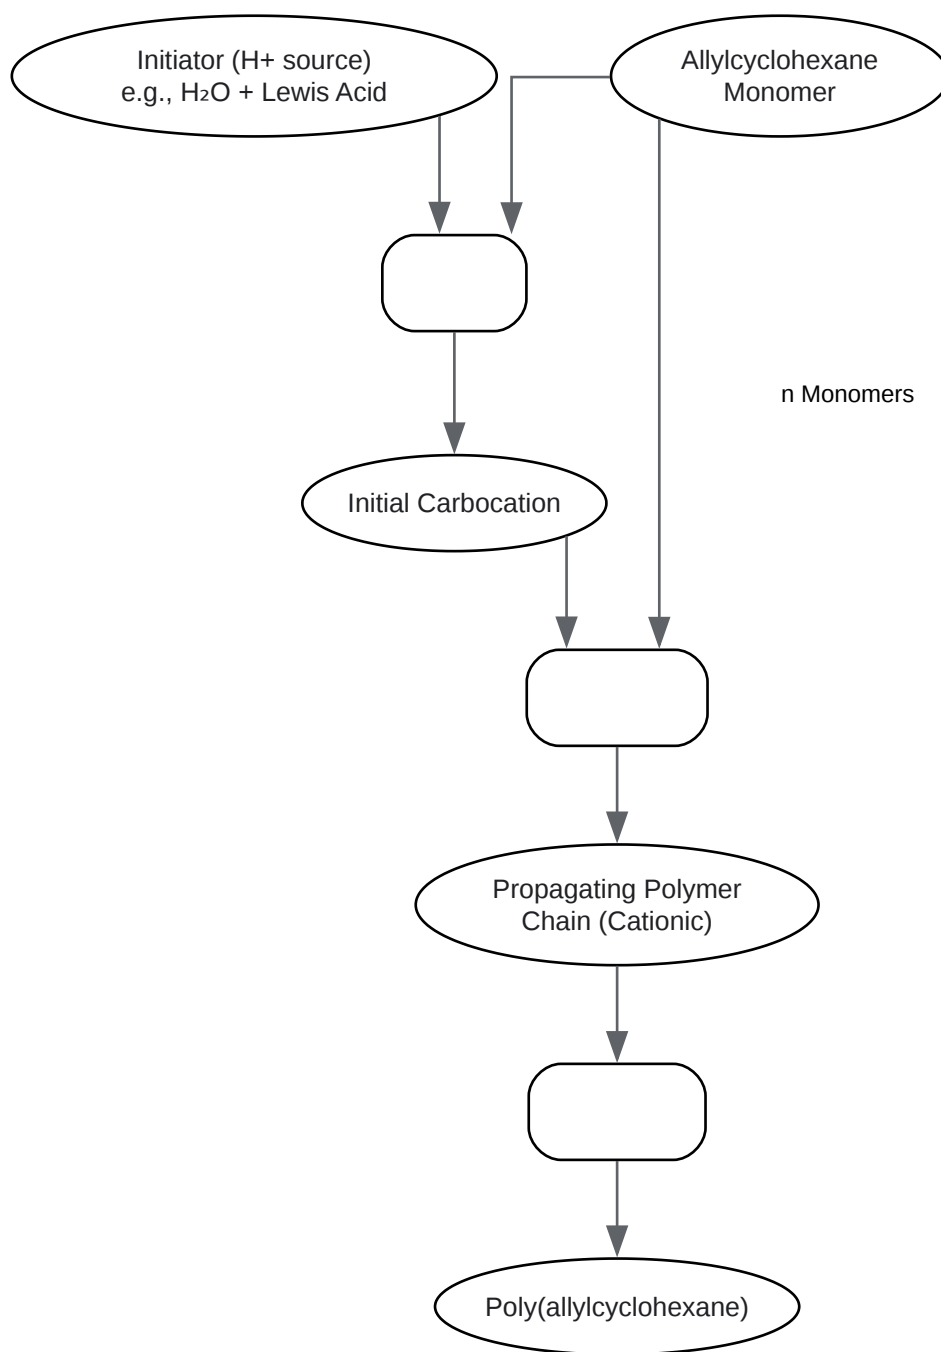 Initiator (H+ source)
e.g., H₂O + Lewis Acid
Allylcyclohexane
Monomer
n Monomers
Initial Carbocation
Propagating Polymer
Chain (Cationic)
Poly(allylcyclohexane)